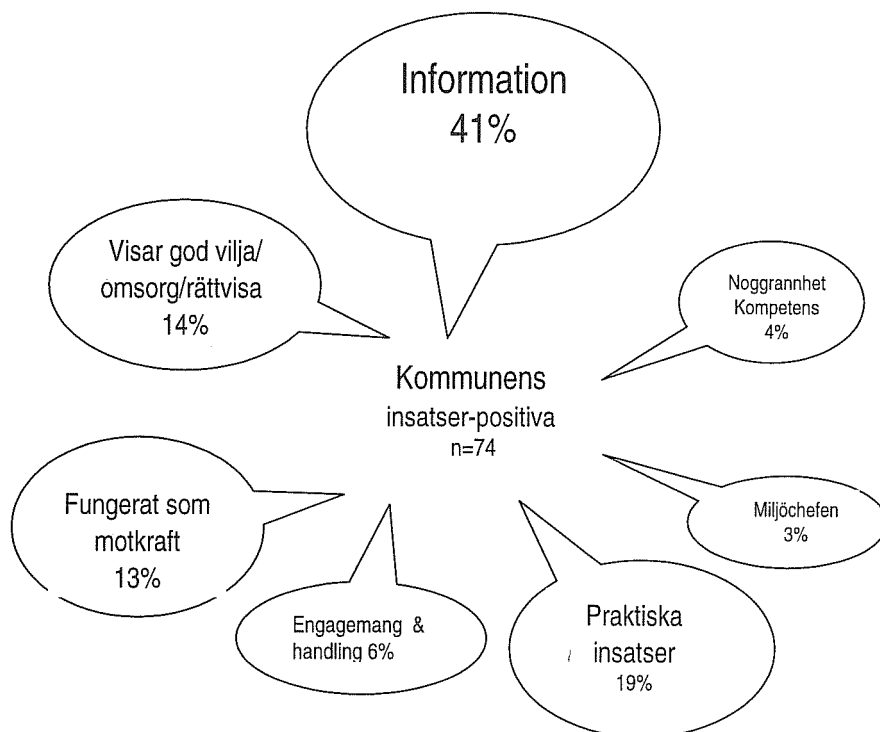 Information
41%
Visar god vilja/
omsorg/rättvisa
14%
Noggrannhet
Kompetens
4%
Kommunens
insatser-positiva
n=74
Fungerat som
motkraft
13%
Miljöchefen
3%
Engagemang &
handling 6%
Praktiska
insatser
19%